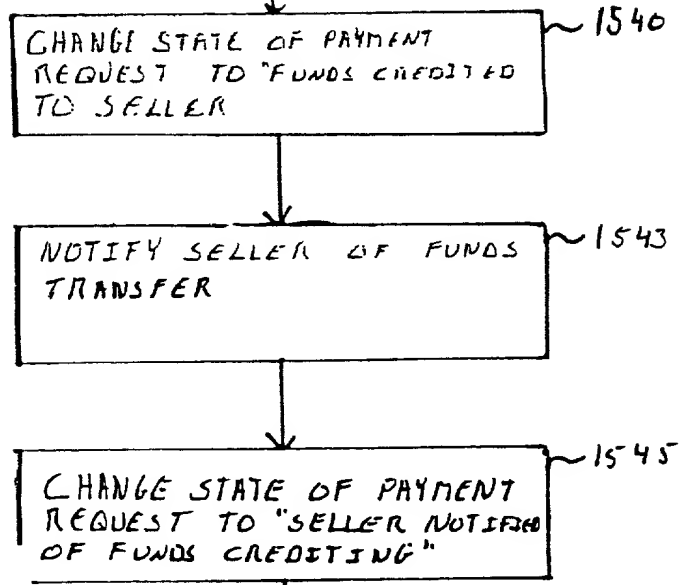 1540
CHANGE STATE OF PAYMENT
REQUEST TO "FUNDS CREDITED
TO SELLER
1543
NOTIFY SELLER OF FUNDS
TRANSFER
1545
CHANGE STATE OF PAYMENT
REQUEST TO "SELLER NOTIFIED
OF FUNDS CREDITING"